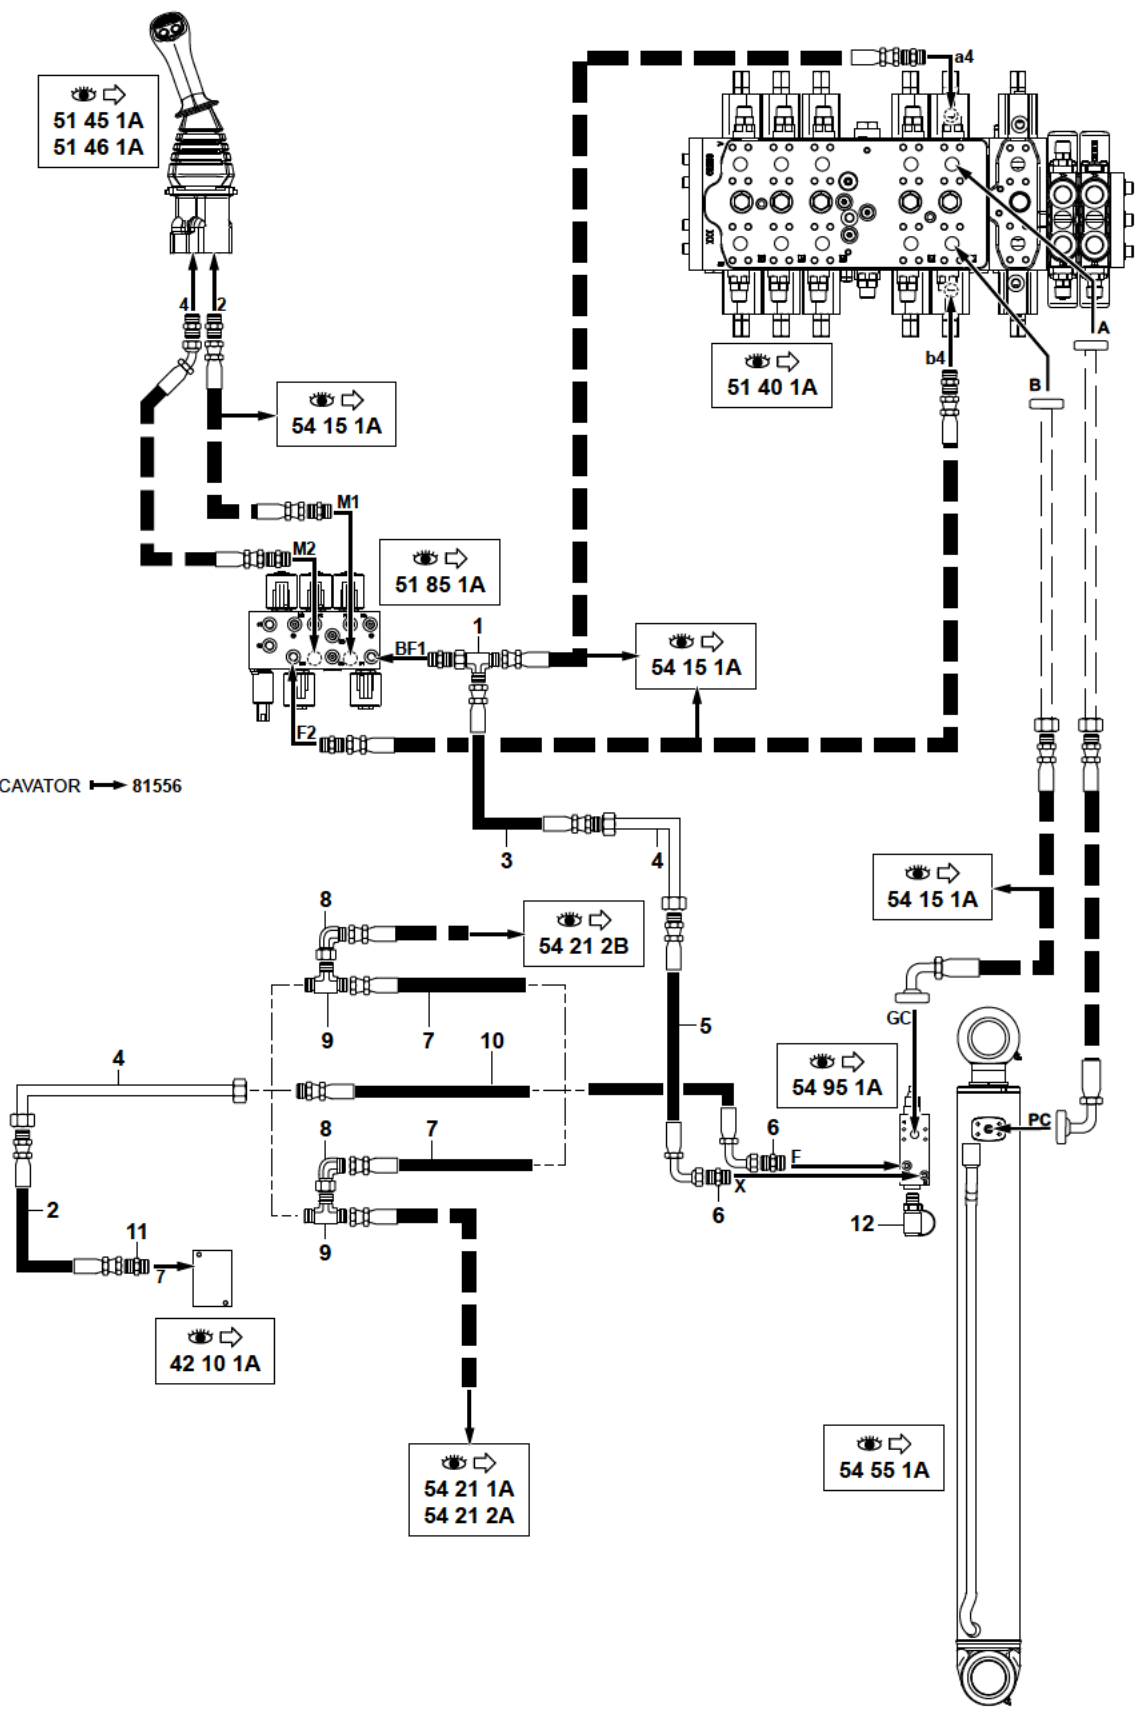 a4
51 45 1A
51 46 1A
4
2
A
51 40 1A
b4
B
54 15 1A
M1
M2
51 85 1A
BF1
1
54 15 1A
F2
CAVATOR 81556
3
4
54 15 1A
8
54 21 2B
9
7
10
5
GC
4
54 95 1A
8
7
6
F
PC
X
2
6
12
9
11
7
42 10 1A
54 55 1A
54 21 1A
54 21 2A